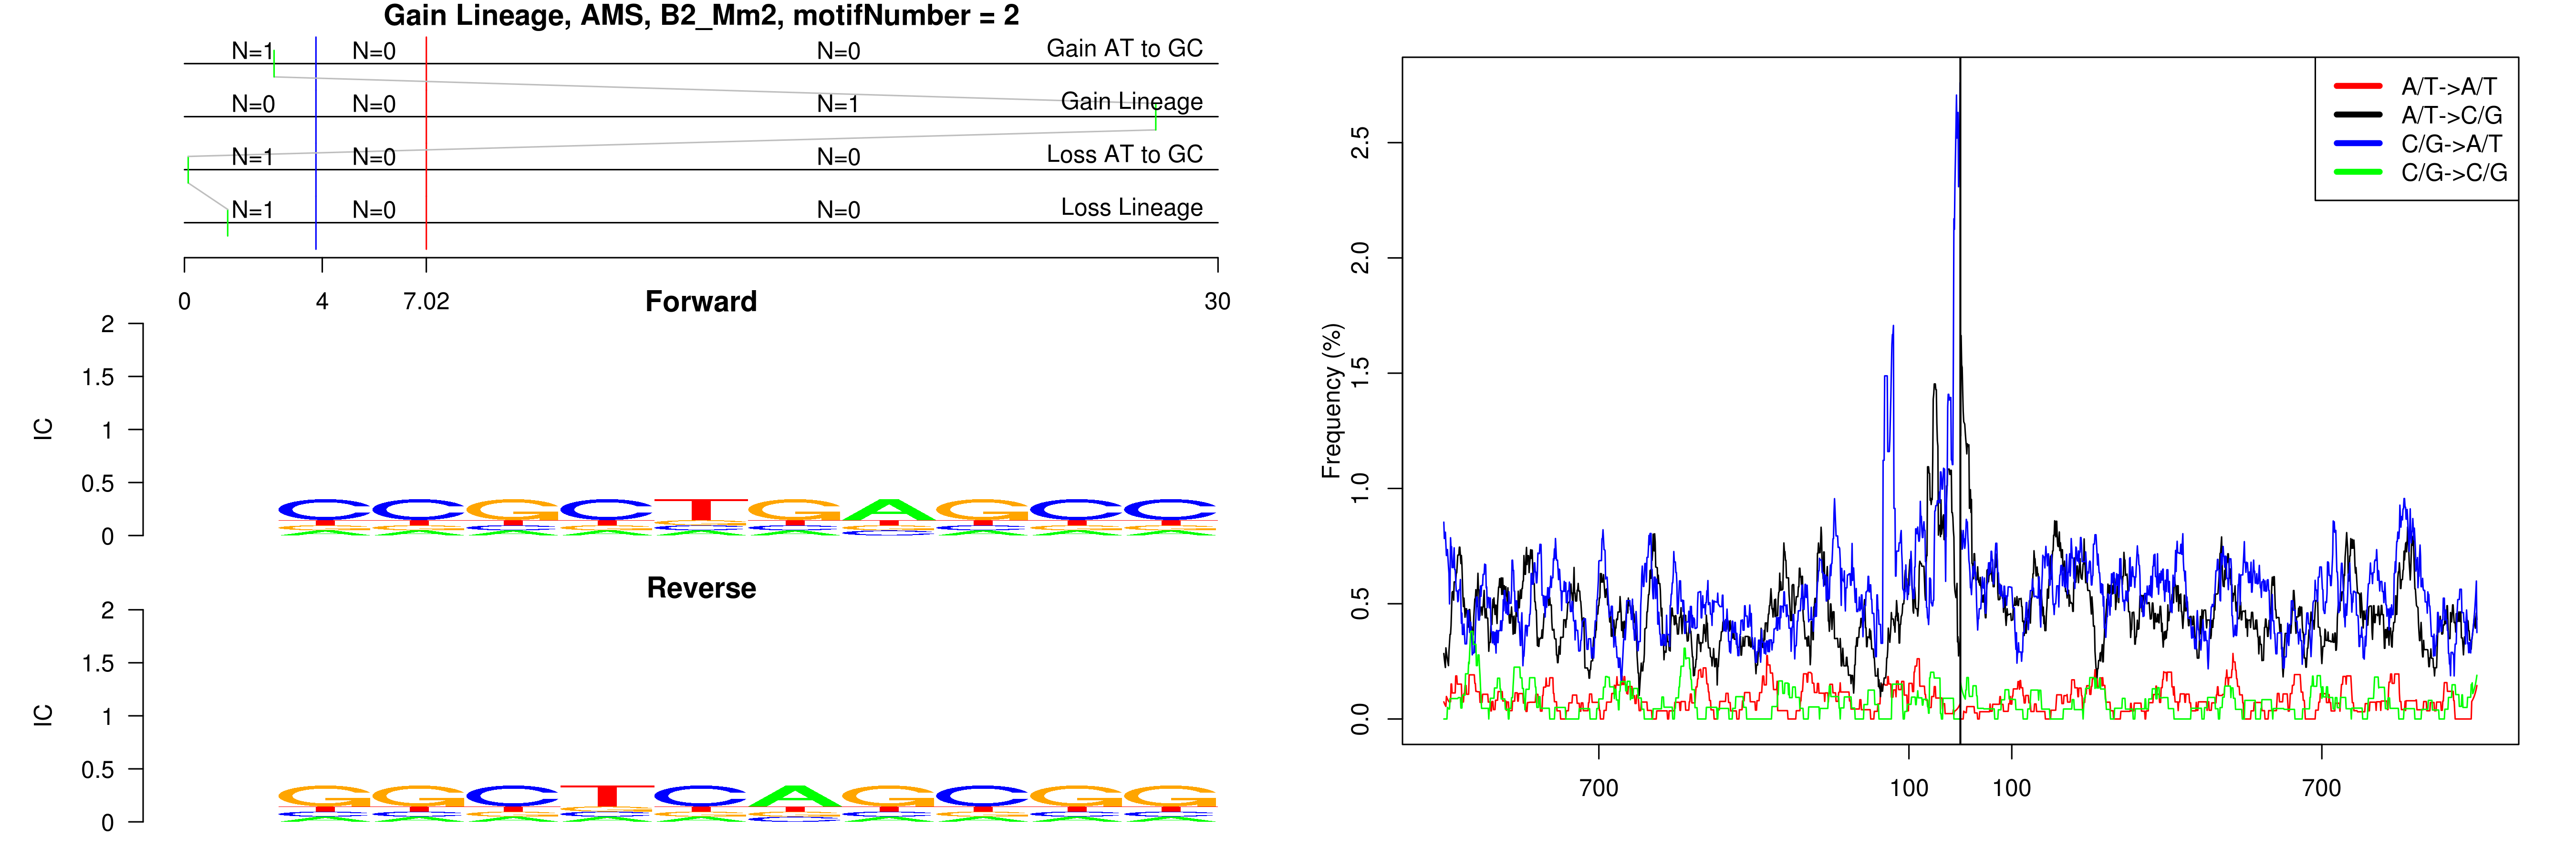 Gain Lineage, AMS, B2_Mm2, motifNumber = 2
N=1 N=0 N=0 Gain AT to GC
N=0 N=0 N=1 Gain Lineage
N=1 N=0 N=0 Loss AT to GC
N=1 N=0 N=0 Loss Lineage
0 4 7.02 30
Forward
IC
2
1.5
1
0.5
0
CCGCTGAGCC
Reverse
IC
2
1.5
1
0.5
0
GGCTCAGCGG
Frequency (%)
2.5
2.0
1.5
1.0
0.5
0.0
700 100 100 700
A/T->A/T
A/T->C/G
C/G->A/T
C/G->C/G